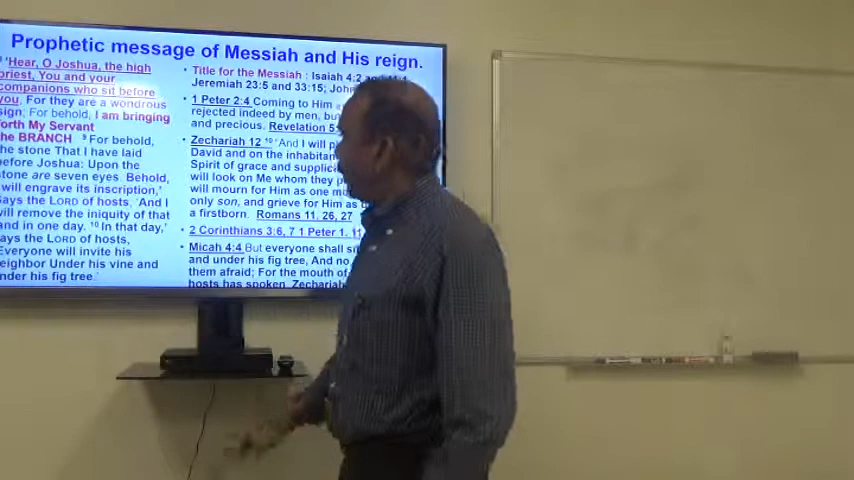 Prophetic message of Messiah and His reign.
'Hear, O Joshua, the high
priest, You and your
companions who sit before
you, For they are a wondrous
sign; For behold, I am bringing
forth My Servant
the BRANCH. 9 For behold,
the stone That I have laid
before Joshua: Upon the
stone are seven eyes. Behold,
I will engrave its inscription,'
Says the LORD of hosts, 'And I
will remove the iniquity of that
land in one day. 10 In that day,'
says the LORD of hosts,
'Everyone will invite his
neighbor Under his vine and
under his fig tree.'
• Title for the Messiah : Isaiah 4:2 and
Jeremiah 23:5 and 33:15;
• 1 Peter 2:4 Coming to Him
rejected indeed by men,
and precious. Revelation
• Zechariah 12 10 "And I will
David and on the
Spirit of grace and
will look on Me whom they
will mourn for Him as one
only son, and grieve for Him as
a firstborn. Romans 11, 26, 27
• 2 Corinthians 3:6, 7 1 Peter 1.
• Micah 4:4 But everyone shall
and under his fig tree, And no
them afraid; For the mouth of
hosts has spoken. Zechariah